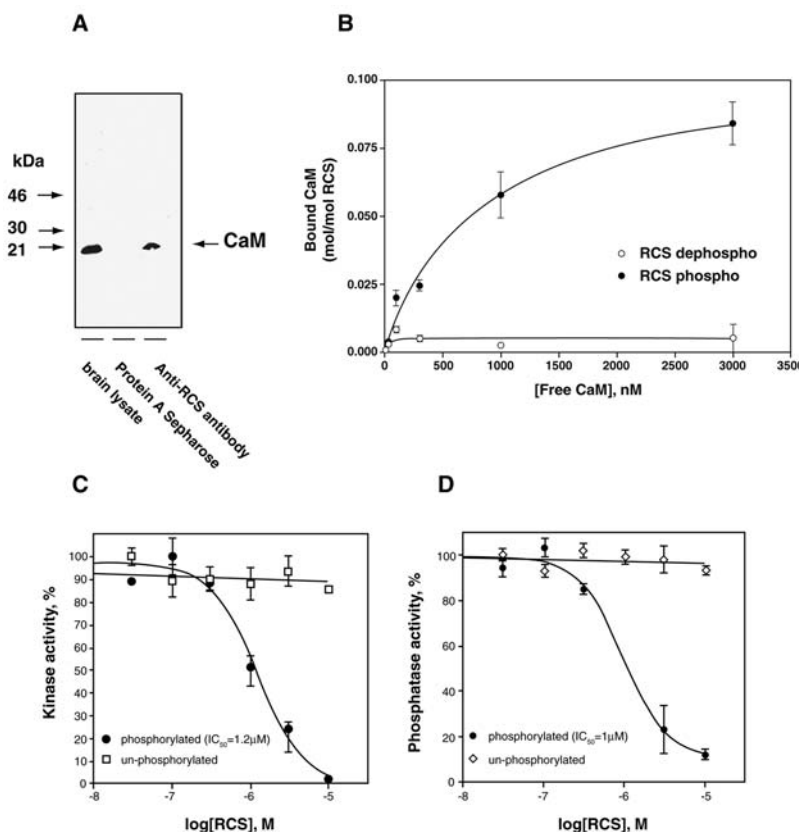 A
kDa
46
30
21
CaM
brain lysate
Protein A Sepharose
Anti-RCS antibody
B
Bound CaM
(mol/mol RCS)
0.100
0.075
0.050
0.025
0.000
RCS dephospho
RCS phospho
0 500 1000 1500 2000 2500 3000 3500
[Free CaM], nM
C
Kinase activity, %
100
90
80
70
60
50
40
30
20
10
0
phosphorylated (IC50=1.2µM)
un-phosphorylated
-8 -7 -6 -5
log[RCS], M
D
Phosphatase activity, %
100
80
60
40
20
0
phosphorylated (IC50=1µM)
un-phosphorylated
-8 -7 -6 -5
log[RCS], M